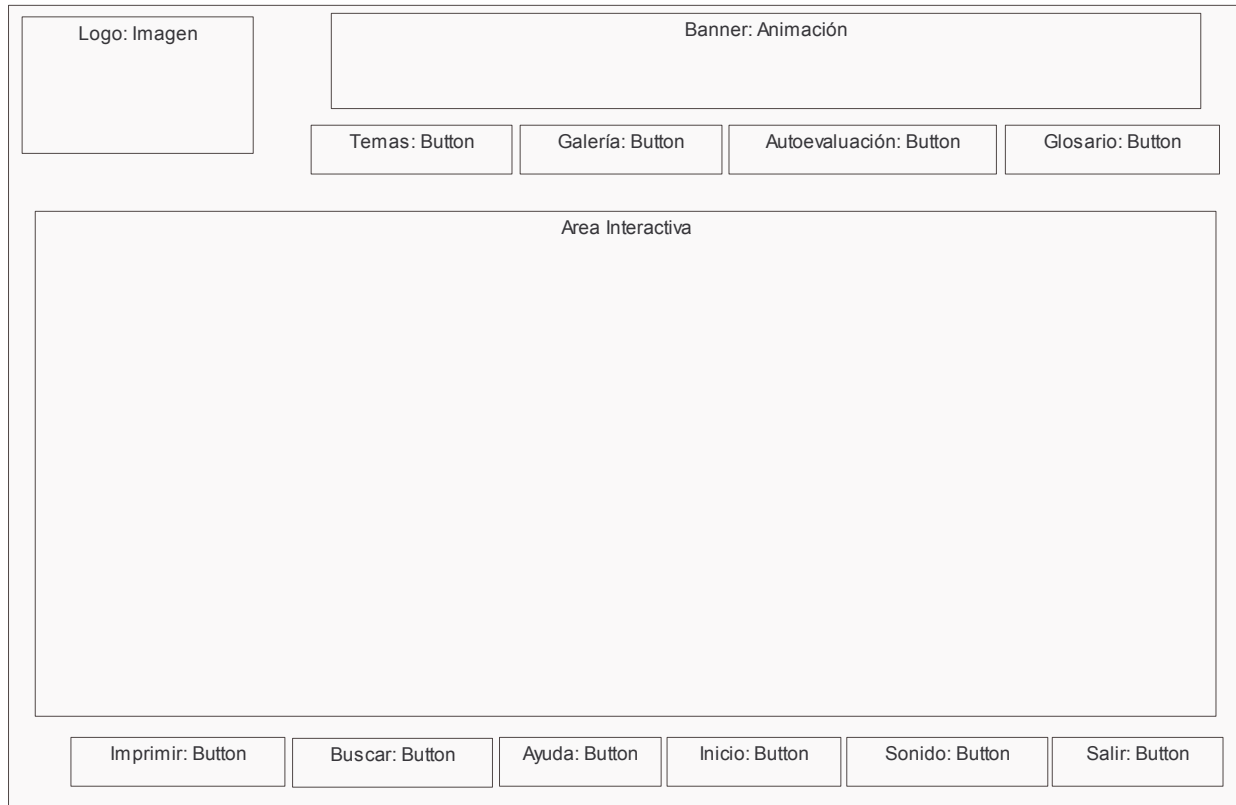 Logo: Imagen
Banner: Animación
Temas: Button
Galería: Button
Autoevaluación: Button
Glosario: Button
Area Interactiva
Imprimir: Button
Buscar: Button
Ayuda: Button
Inicio: Button
Sonido: Button
Salir: Button